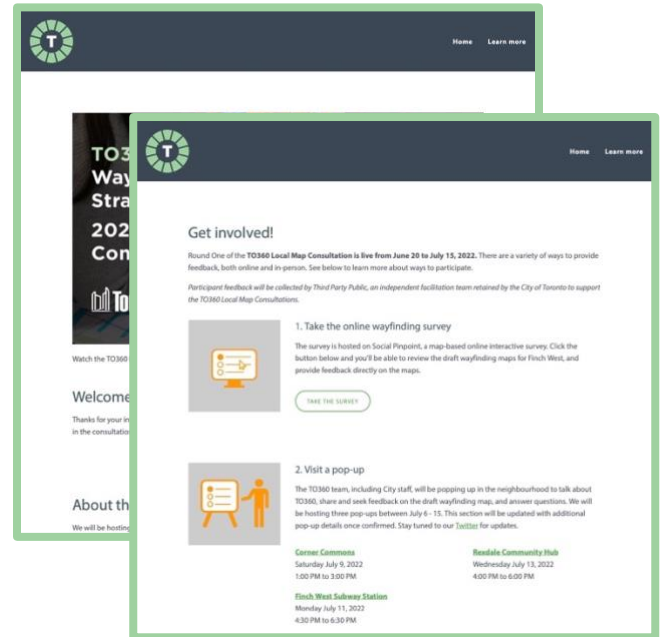 T
Home Learn more
TO3
Way
Stra
202
Con
To
Watch the TO360
Welcome
Thanks for your in
in the consultatio
About th
We will be hosting
T
Home Learn more
Get involved!
Round One of the TO360 Local Map Consultation is live from June 20 to July 15, 2022. There are a variety of ways to provide
feedback, both online and in-person. See below to learn more about ways to participate.
Participant feedback will be collected by Third Party Public, an independent facilitation team retained by the City of Toronto to support
the TO360 Local Map Consultations.
1. Take the online wayfinding survey
The survey is hosted on Social Pinpoint, a map-based online interactive survey. Click the
button below and you'll be able to review the draft wayfinding maps for Finch West, and
provide feedback directly on the maps.
TAKE THE SURVEY
2. Visit a pop-up
The TO360 team, including City staff, will be popping up in the neighbourhood to talk about
TO360, share and seek feedback on the draft wayfinding map, and answer questions. We will
be hosting three pop-ups between July 6 - 15. This section will be updated with additional
pop-up details once confirmed. Stay tuned to our Twitter for updates.
Corner Commons
Saturday July 9, 2022
1:00 PM to 3:00 PM
Rexdale Community Hub
Wednesday July 13, 2022
4:00 PM to 6:00 PM
Finch West Subway Station
Monday July 11, 2022
4:30 PM to 6:30 PM